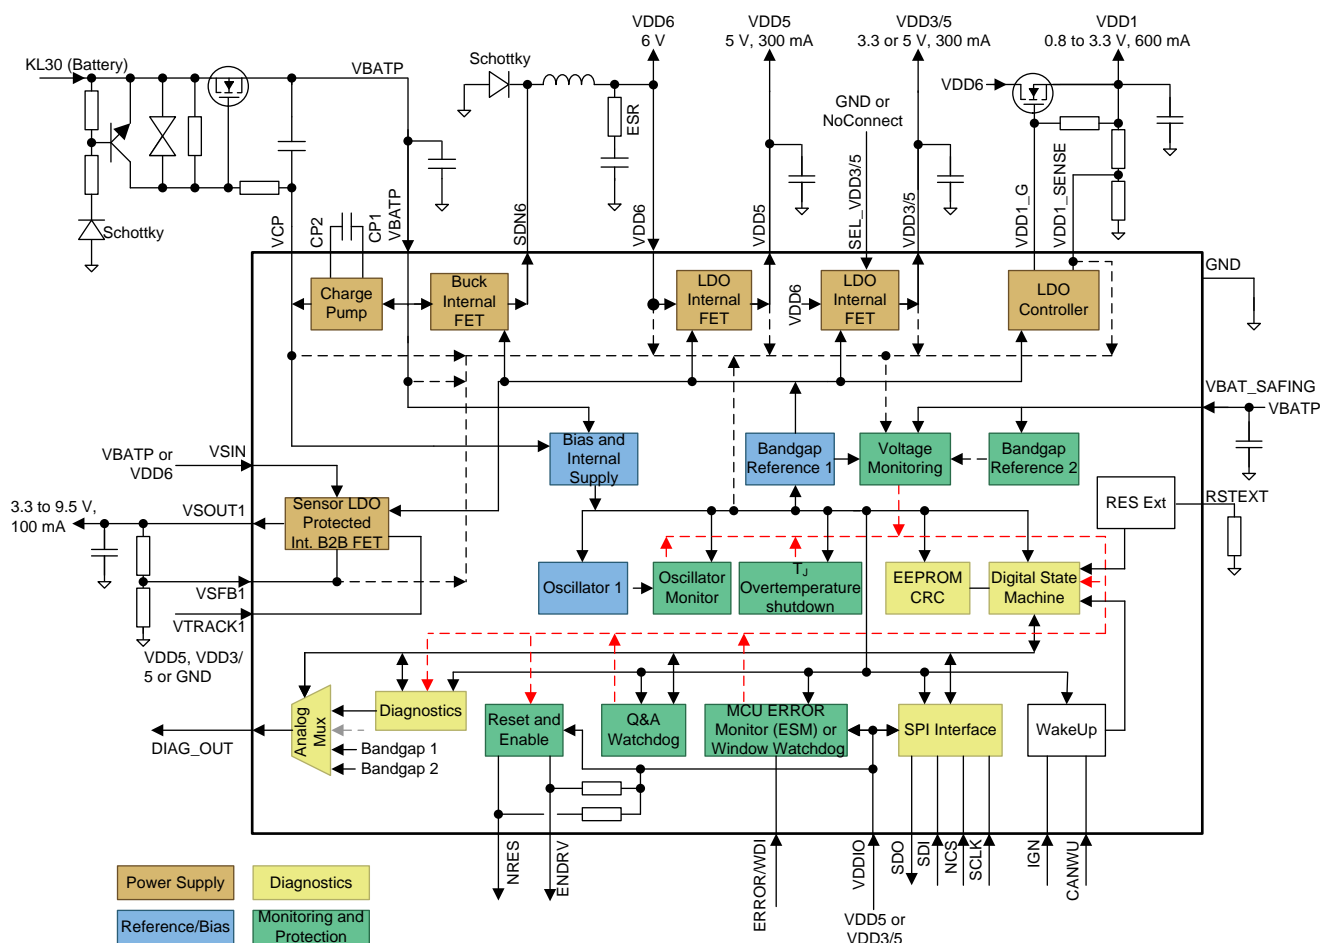 VDD6
6 V
VDD5
5 V, 300 mA
VDD3/5
3.3 or 5 V, 300 mA
VDD1
0.8 to 3.3 V, 600 mA
KL30 (Battery)
VBATP
Schottky
VDD6
GND or
NoConnect
ESR
Schottky
VCP
CP2
CP1
VBATP
SDN6
VDD6
VDD5
SEL_VDD3/5
VDD3/5
VDD1_G
VDD1_SENSE
GND
Charge
Pump
Buck
Internal
FET
LDO
Internal
FET
VDD6
LDO
Internal
FET
LDO
Controller
VBAT_SAFING
VBATP
VBATP or
VDD6
VSIN
Bias and
Internal
Supply
Bandgap
Reference 1
Voltage
Monitoring
Bandgap
Reference 2
3.3 to 9.5 V,
100 mA
VSOUT1
Sensor LDO
Protected
Int. B2B FET
RES Ext
RSTEXT
VSFB1
VTRACK1
VDD5, VDD3/
5 or GND
Oscillator 1
Oscillator
Monitor
TJ
Overtemperature
shutdown
EEPROM
CRC
Digital State
Machine
DIAG_OUT
Analog
Mux
Diagnostics
Bandgap 1
Bandgap 2
Reset and
Enable
Q&A
Watchdog
MCU ERROR
Monitor (ESM) or
Window Watchdog
SPI Interface
WakeUp
NRES
ENDRV
ERROR/WDI
VDDIO
SDO
SDI
NCS
SCLK
IGN
CANWU
VDD5 or
VDD3/5
Power Supply
Diagnostics
Reference/Bias
Monitoring and
Protection